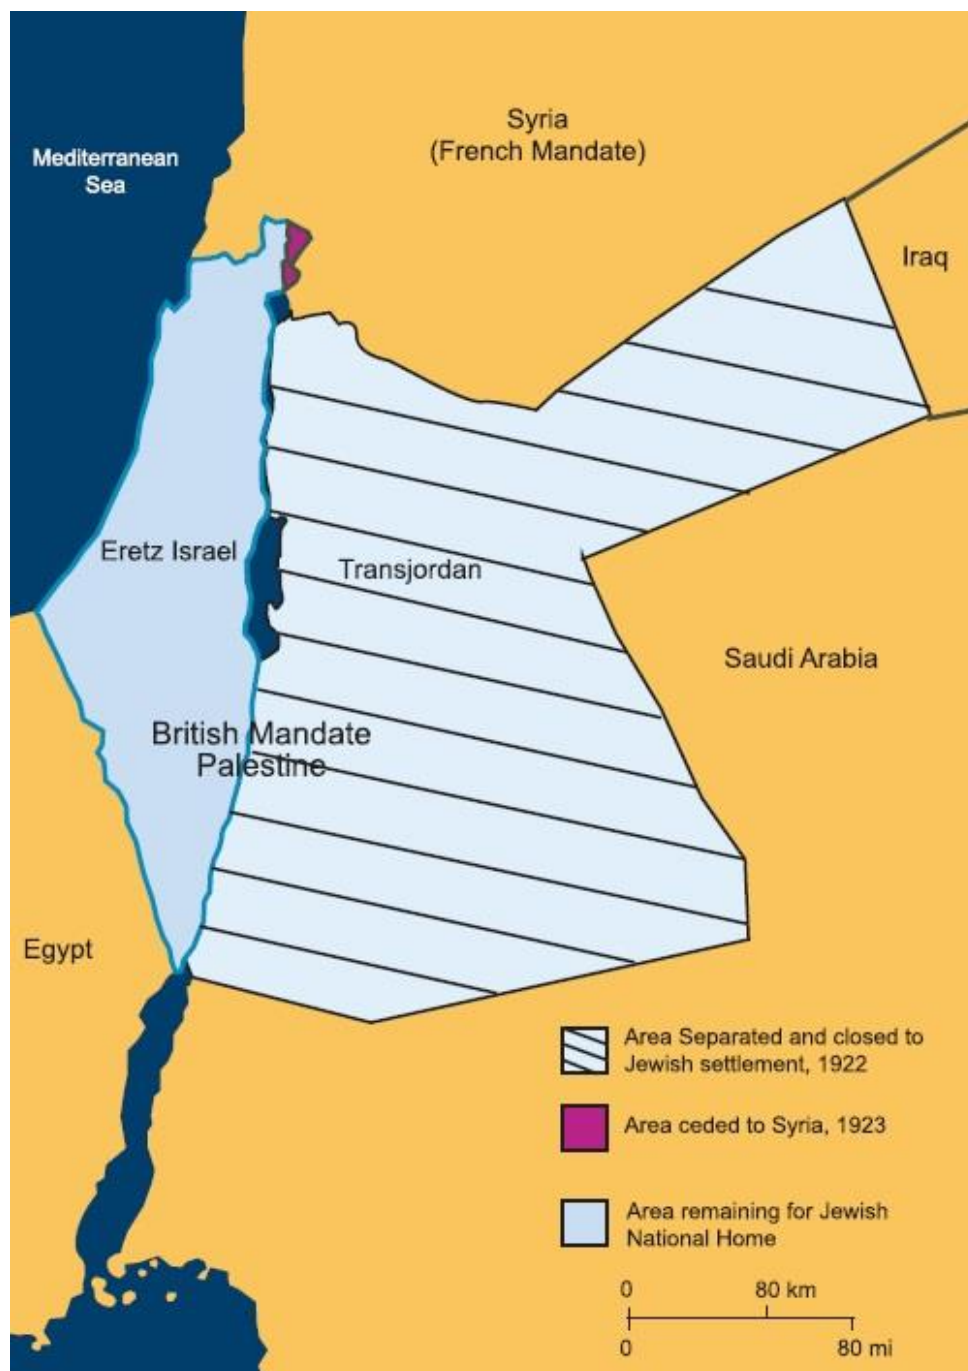 Syria
(French Mandate)
Mediterranean
Sea
Iraq
Eretz Israel
Transjordan
Saudi Arabia
British Mandate
Palestine
Egypt
Area Separated and closed to
Jewish settlement, 1922
Area ceded to Syria, 1923
Area remaining for Jewish
National Home
0 80 km
0 80 mi